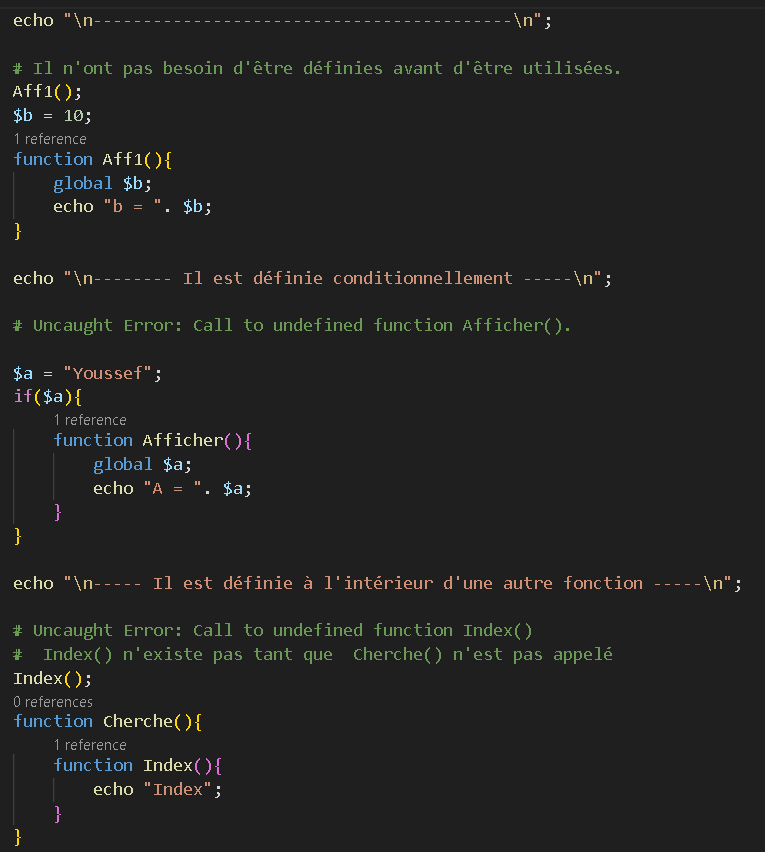 echo "\n------------------------------------------\n";
# Il n'ont pas besoin d'être définies avant d'être utilisées.
Aff1();
$b = 10;
1 reference
function Aff1(){
global $b;
echo "b = ". $b;
}
echo "\n-------- Il est définie conditionnellement -----\n";
# Uncaught Error: Call to undefined function Afficher().
$a = "Youssef";
if($a){
1 reference
function Afficher(){
global $a;
echo "A = ". $a;
}
}
echo "\n----- Il est définie à l'intérieur d'une autre fonction -----\n";
# Uncaught Error: Call to undefined function Index()
#  Index() n'existe pas tant que  Cherche() n'est pas appelé
Index();
0 references
function Cherche(){
1 reference
function Index(){
echo "Index";
}
}